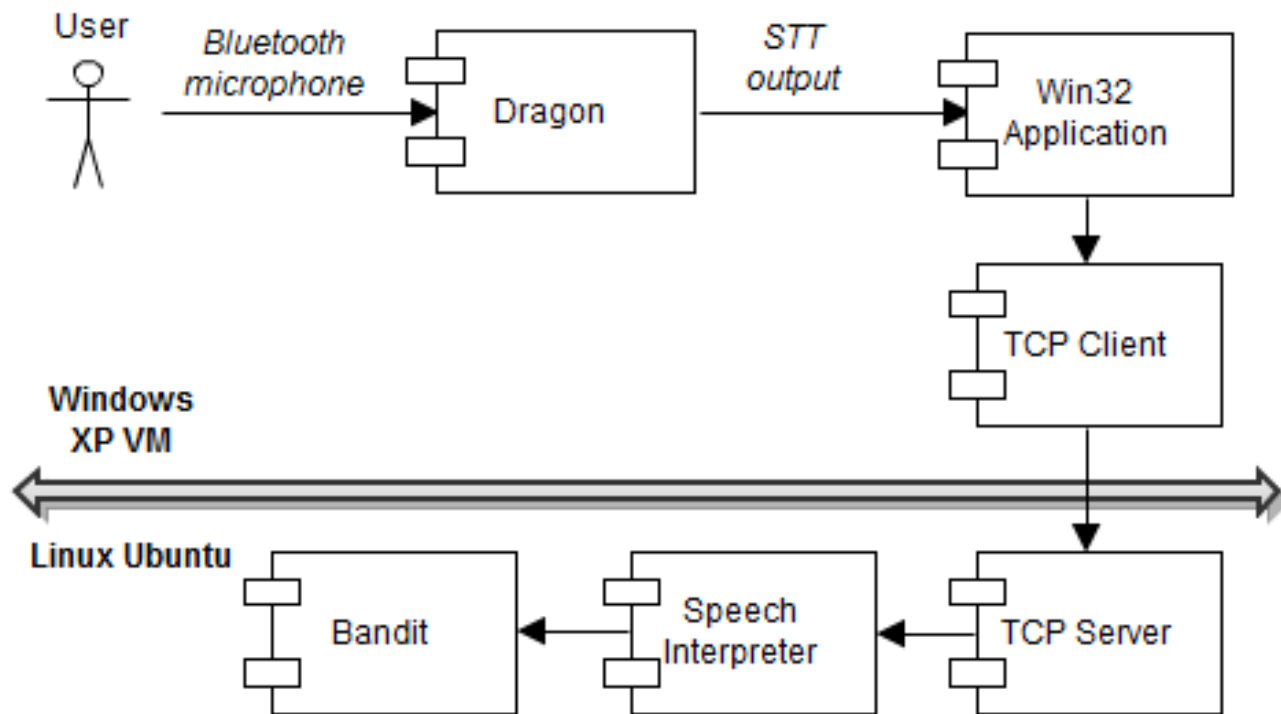 User
Bluetooth
microphone
Dragon
STT
output
Win32
Application
TCP Client
Windows
XP VM
Linux Ubuntu
Bandit
Speech
Interpreter
TCP Server